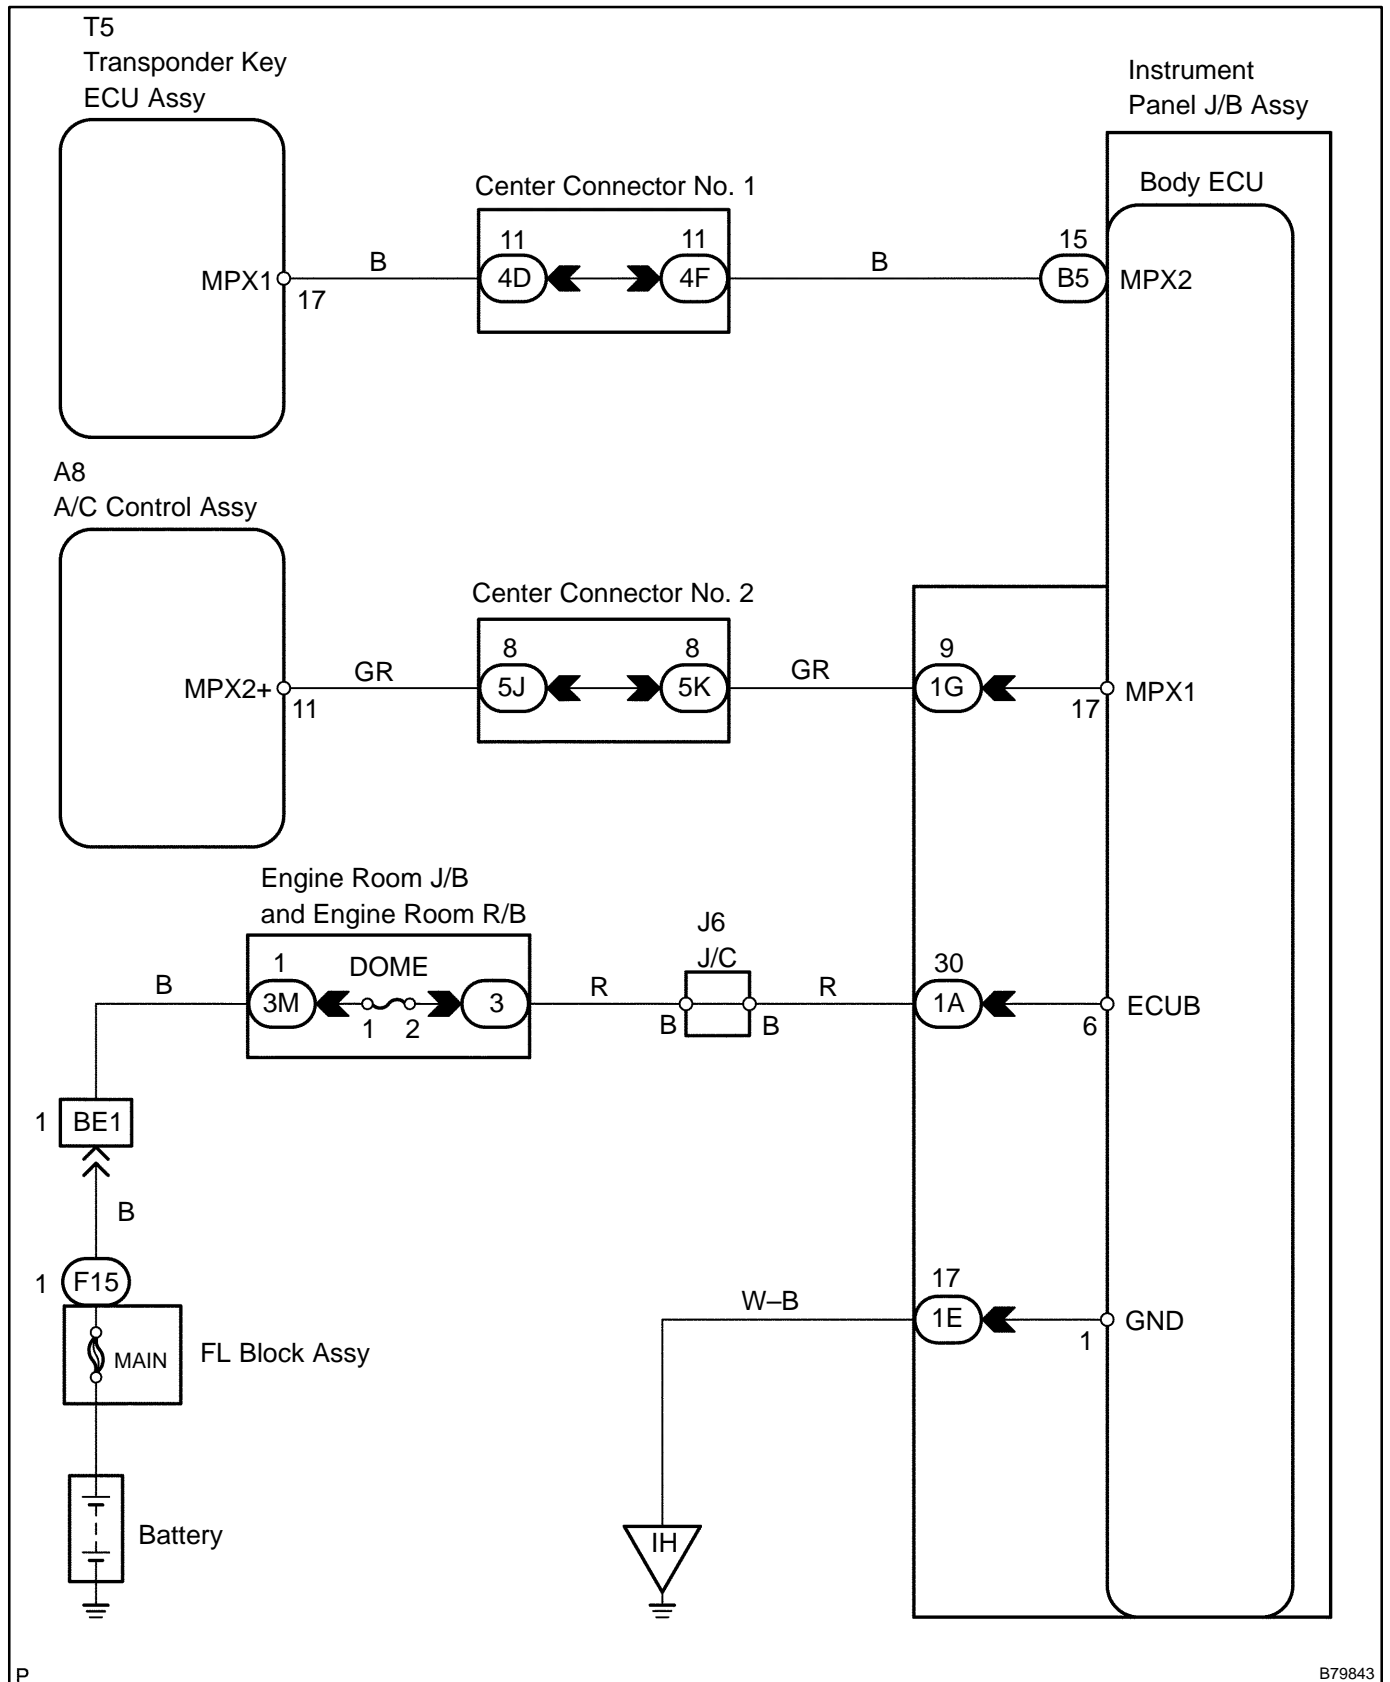 T5
Transponder Key
ECU Assy
Instrument
Panel J/B Assy
Body ECU
Center Connector No. 1
MPX1
17
B
11
4D
11
4F
B
15
B5
MPX2
A8
A/C Control Assy
Center Connector No. 2
MPX2+
11
GR
8
5J
8
5K
GR
9
1G
17
MPX1
Engine Room J/B
and Engine Room R/B
B
1
3M
DOME
1
2
3
R
J6
J/C
B
B
R
30
1A
6
ECUB
1
BE1
B
1
F15
MAIN
FL Block Assy
W–B
17
1E
1
GND
Battery
IH
P
B79843